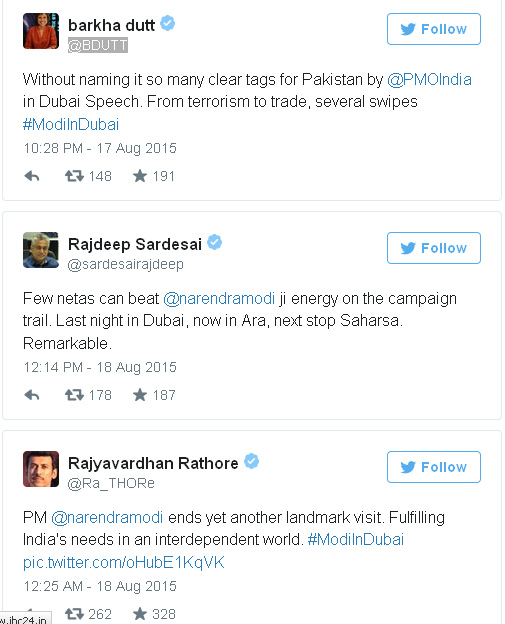 barkha dutt
Follow
@BDUTT
Without naming it so many clear tags for Pakistan by @PMOIndia
in Dubai Speech. From terrorism to trade, several swipes
#ModiInDubai
10:28 PM - 17 Aug 2015
148 191
Rajdeep Sardesai
Follow
@sardesairajdeep
Few netas can beat @narendramodi ji energy on the campaign
trail. Last night in Dubai, now in Ara, next stop Saharsa.
Remarkable.
12:14 PM - 18 Aug 2015
178 187
Rajyavardhan Rathore
Follow
@Ra_THORe
PM @narendramodi ends yet another landmark visit. Fulfilling
India's needs in an interdependent world. #ModiInDubai
pic.twitter.com/oHubE1KqVK
12:25 AM - 18 Aug 2015
262 328